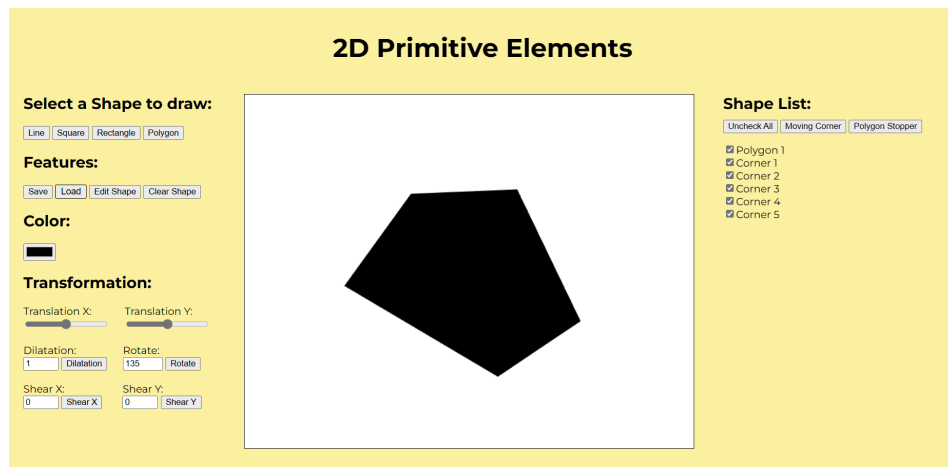 2D Primitive Elements
Select a Shape to draw:
Line Square Rectangle Polygon
Features:
Save Load Edit Shape Clear Shape
Color:
Transformation:
Translation X: Translation Y:
Dilatation: Rotate:
1 Dilatation 135 Rotate
Shear X: Shear Y:
0 Shear X 0 Shear Y
Shape List:
Uncheck All Moving Corner Polygon Stopper
Polygon 1
Corner 1
Corner 2
Corner 3
Corner 4
Corner 5